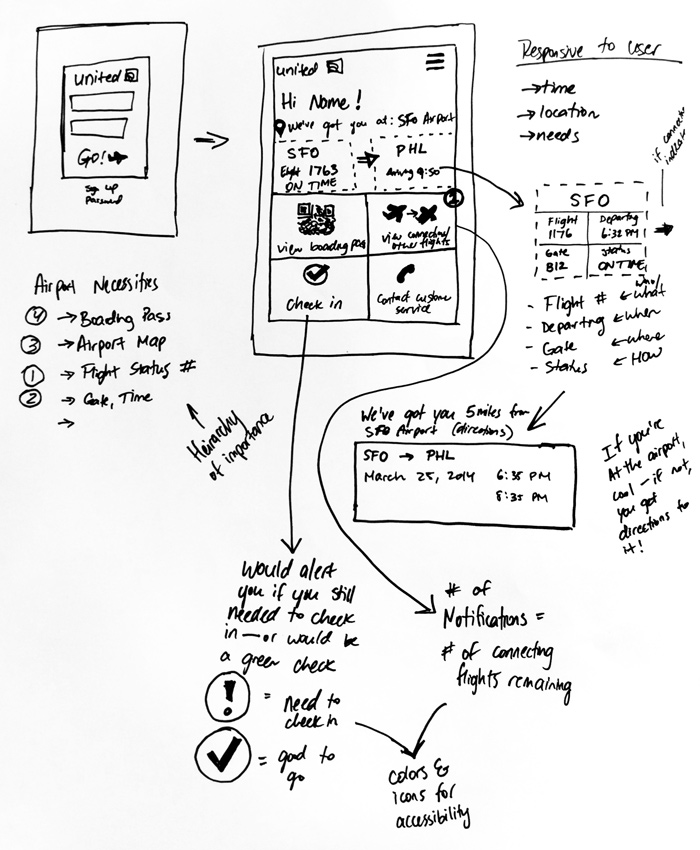 united
GO!
Sign up
Password
united
Hi Name!
We've got you at: SFO Airport
SFO
Flight 1763
ON TIME
PHL
Arriving 9:50
2
view boarding pass
view connecting/
other flights
Check in
Contact customer
service
Responsive to User
→ time
→ location
→ needs
if connecting
SFO
Flight
1176
Departing
6:32 PM
Gate
B12
Status
ON TIME
- Flight # ← who/what
- Departing ← when
- Gate ← where
- Status ← How
Airport Necessities
4 → Boading Pass
3 → Airport Map
1 → Flight Status #
2 → Gate, Time
→
Heirarchy
of importance
We've got you 5 miles from
SFO Airport (directions)
SFO → PHL
March 25, 2014 6:35 PM
8:35 PM
If you're
At the airport,
cool — if not,
you got
directions to
it!
Would alert
you if you still
needed to check
in — or would be
a green check
! = need to
check in
= good to
go
# of
Notifications =
# of connecting
flights remaining
colors &
icons for
accessibility